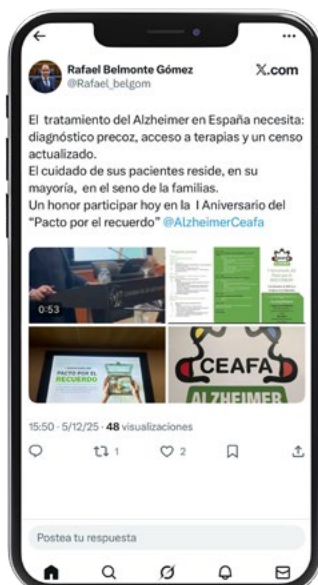 Rafael Belmonte Gómez
X.com
@Rafael_belgom
El tratamiento del Alzheimer en España necesita:
diagnóstico precoz, acceso a terapias y un censo
actualizado.
El cuidado de sus pacientes reside, en su
mayoría, en el seno de la familias.
Un honor participar hoy en la I Aniversario del
“Pacto por el recuerdo” @AlzheimerCeafa
0:53
PACTO POR EL
RECUERDO
CEAFA
ALZHEIMER
15:50 · 5/12/25 · 48 visualizaciones
1
2
Postea tu respuesta